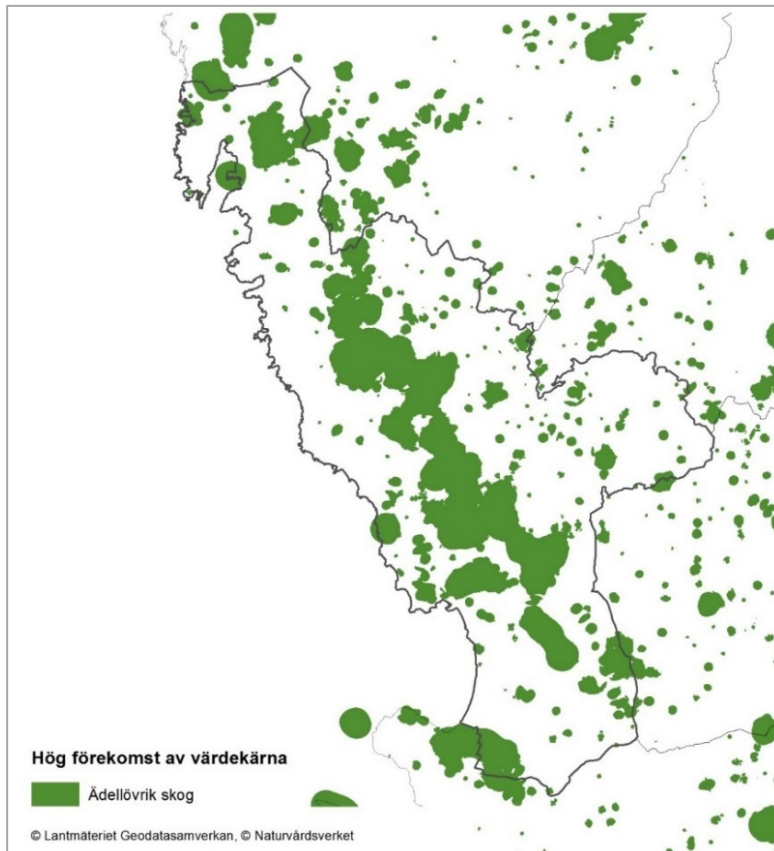 Hög förekomst av värdekärna
Ädellövrik skog
© Lantmäteriet Geodatasamverkan, © Naturvårdsverket